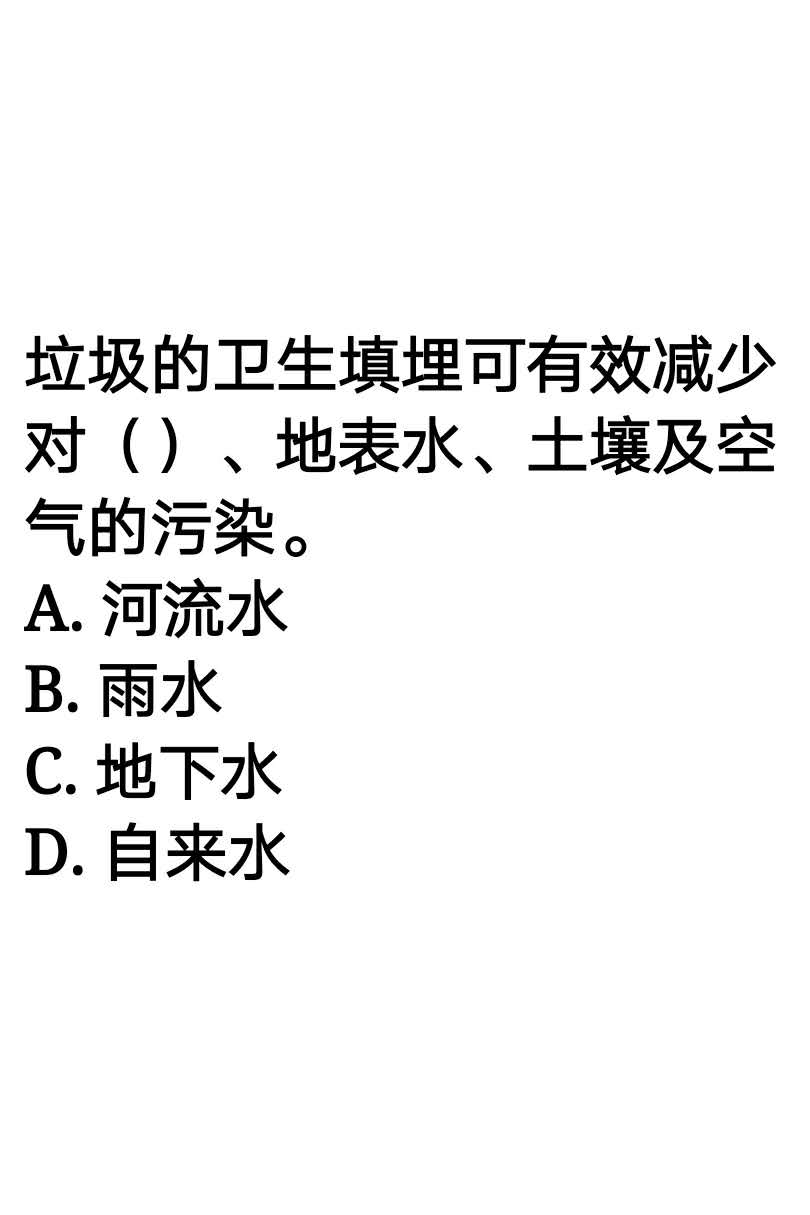 垃圾的卫生填埋可有效减少
对（）、地表水、土壤及空
气的污染。
A. 河流水
B. 雨水
C. 地下水
D. 自来水